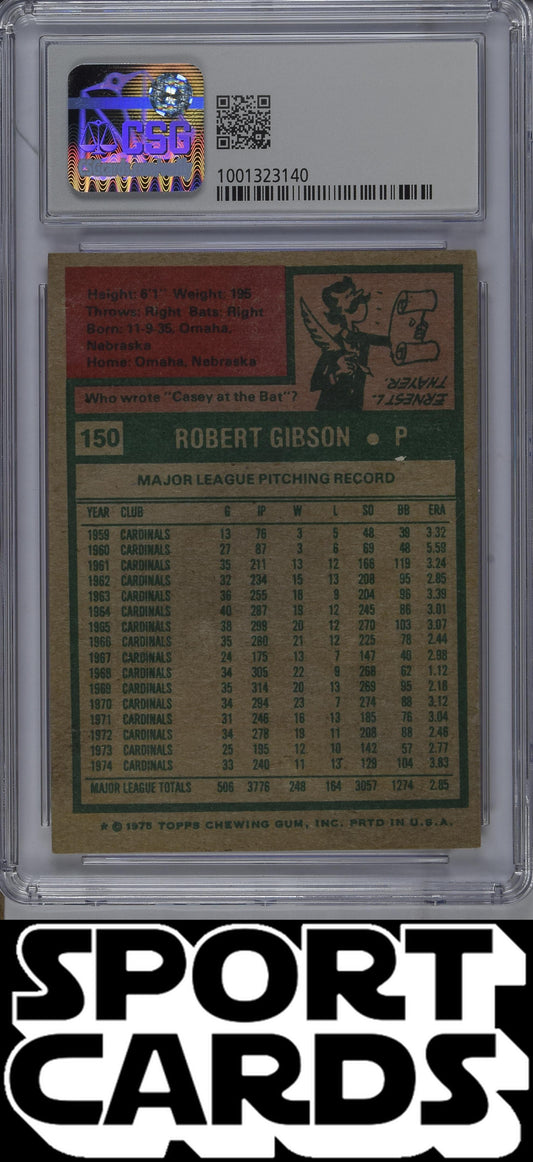 CSG
1001323140
Height: 6'1" Weight: 195
Throws: Right Bats: Right
Born: 11-9-35, Omaha,
Nebraska
Home: Omaha, Nebraska
Who wrote "Casey at the Bat"?
ERNEST L.
THAYER.
150 ROBERT GIBSON • P
MAJOR LEAGUE PITCHING RECORD
YEAR CLUB G IP W L SO BB ERA
1959 CARDINALS 13 76 3 5 48 39 3.32
1960 CARDINALS 27 87 3 6 69 48 5.59
1961 CARDINALS 35 211 13 12 166 119 3.24
1962 CARDINALS 32 234 15 13 208 95 2.85
1963 CARDINALS 36 255 18 9 204 96 3.39
1964 CARDINALS 40 287 19 12 245 86 3.01
1965 CARDINALS 38 299 20 12 270 103 3.07
1966 CARDINALS 35 280 21 12 225 78 2.44
1967 CARDINALS 24 175 13 7 147 40 2.98
1968 CARDINALS 34 305 22 9 268 62 1.12
1969 CARDINALS 35 314 20 13 269 95 2.18
1970 CARDINALS 34 294 23 7 274 88 3.12
1971 CARDINALS 31 246 16 13 185 76 3.04
1972 CARDINALS 34 278 19 11 208 88 2.46
1973 CARDINALS 25 195 12 10 142 57 2.77
1974 CARDINALS 33 240 11 13 129 104 3.83
MAJOR LEAGUE TOTALS 506 3776 248 164 3057 1274 2.85
* © 1975 TOPPS CHEWING GUM, INC. PRTD IN U.S.A.
SPORT
CARDS